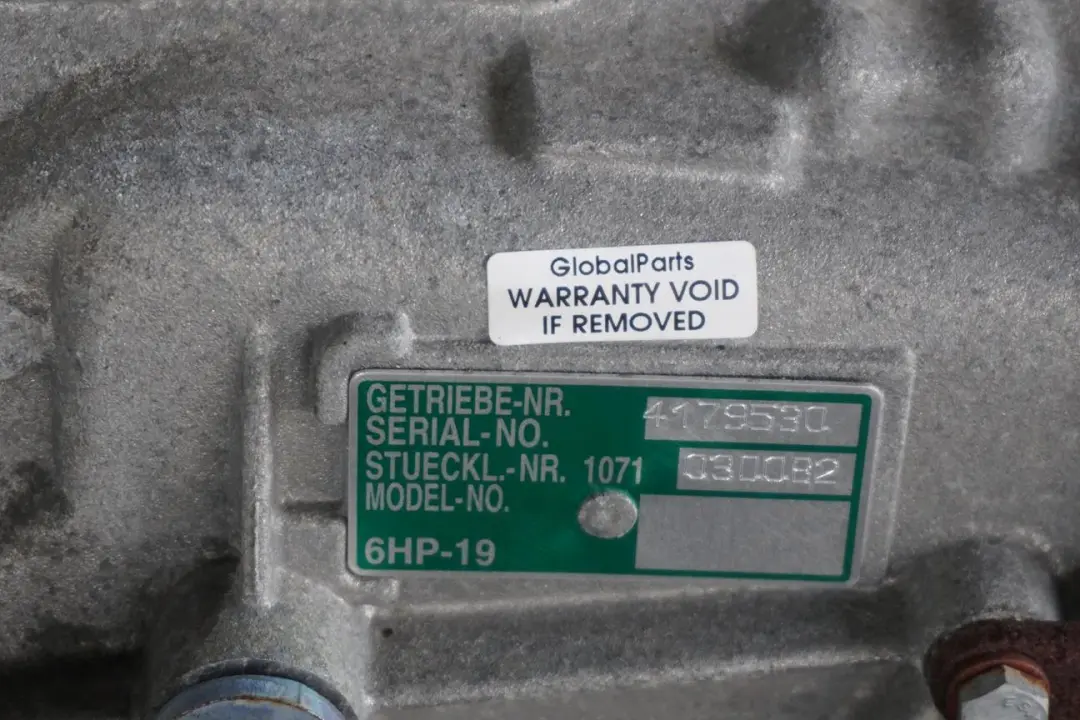 GlobalParts
WARRANTY VOID
IF REMOVED
GETRIEBE-NR.
SERIAL-NO. 4179530
STUECKL.-NR. 1071 030082
MODEL-NO.
6HP-19